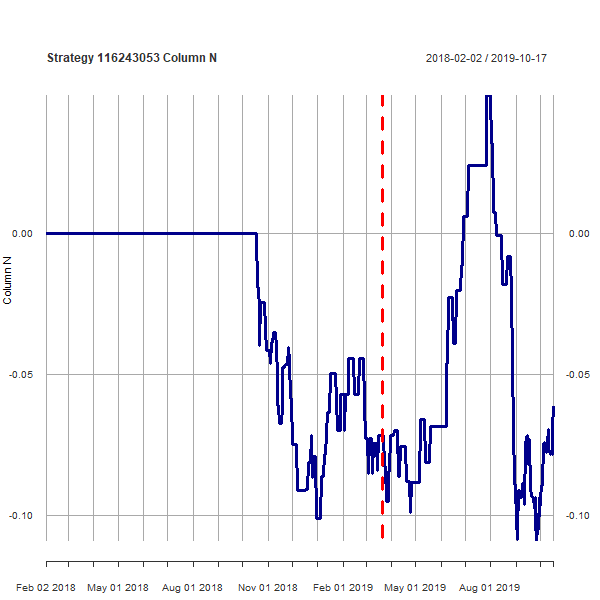 Strategy 116243053 Column N
2018-02-02 / 2019-10-17
Column N
0.00
0.00
-0.05
-0.05
-0.10
-0.10
Feb 02 2018
May 01 2018
Aug 01 2018
Nov 01 2018
Feb 01 2019
May 01 2019
Aug 01 2019